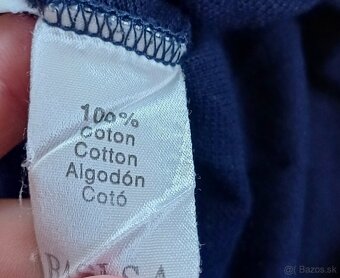 100%
Coton
Cotton
Algodón
Cotó
S.A.
Bazos.sk